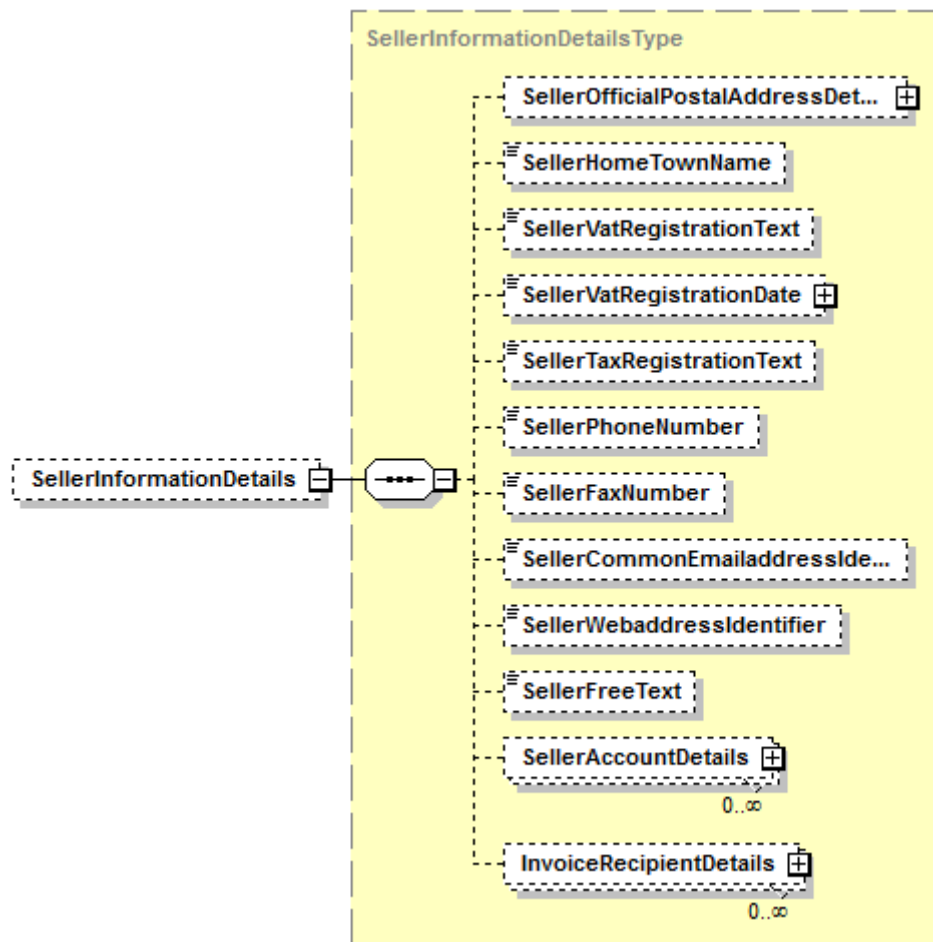 SellerInformationDetailsType
SellerOfficialPostalAddressDet...
SellerHomeTownName
SellerVatRegistrationText
SellerVatRegistrationDate
SellerTaxRegistrationText
SellerPhoneNumber
SellerInformationDetails
SellerFaxNumber
SellerCommonEmailaddressIde...
SellerWebaddressIdentifier
SellerFreeText
SellerAccountDetails
0..∞
InvoiceRecipientDetails
0..∞